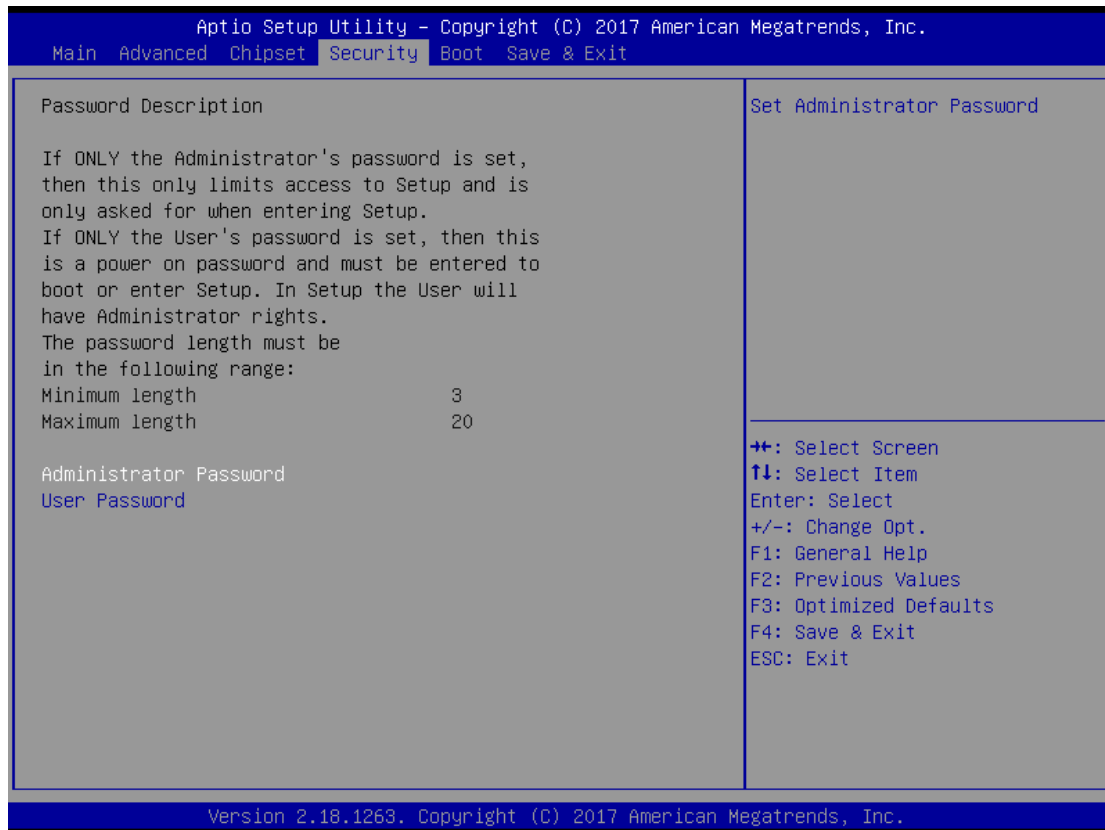 Aptio Setup Utility – Copyright (C) 2017 American Megatrends, Inc.
Main Advanced Chipset Security Boot Save & Exit
Password Description
If ONLY the Administrator's password is set,
then this only limits access to Setup and is
only asked for when entering Setup.
If ONLY the User's password is set, then this
is a power on password and must be entered to
boot or enter Setup. In Setup the User will
have Administrator rights.
The password length must be
in the following range:
Minimum length 3
Maximum length 20
Administrator Password
User Password
Set Administrator Password
→←: Select Screen
↑↓: Select Item
Enter: Select
+/-: Change Opt.
F1: General Help
F2: Previous Values
F3: Optimized Defaults
F4: Save & Exit
ESC: Exit
Version 2.18.1263. Copyright (C) 2017 American Megatrends, Inc.